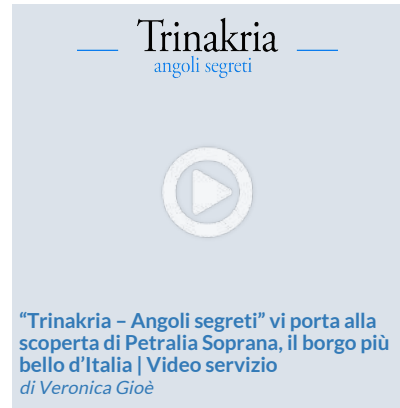 Trinakria
angoli segreti
“Trinakria – Angoli segreti” vi porta alla
scoperta di Petralia Soprana, il borgo più
bello d’Italia | Video servizio
di Veronica Gioè